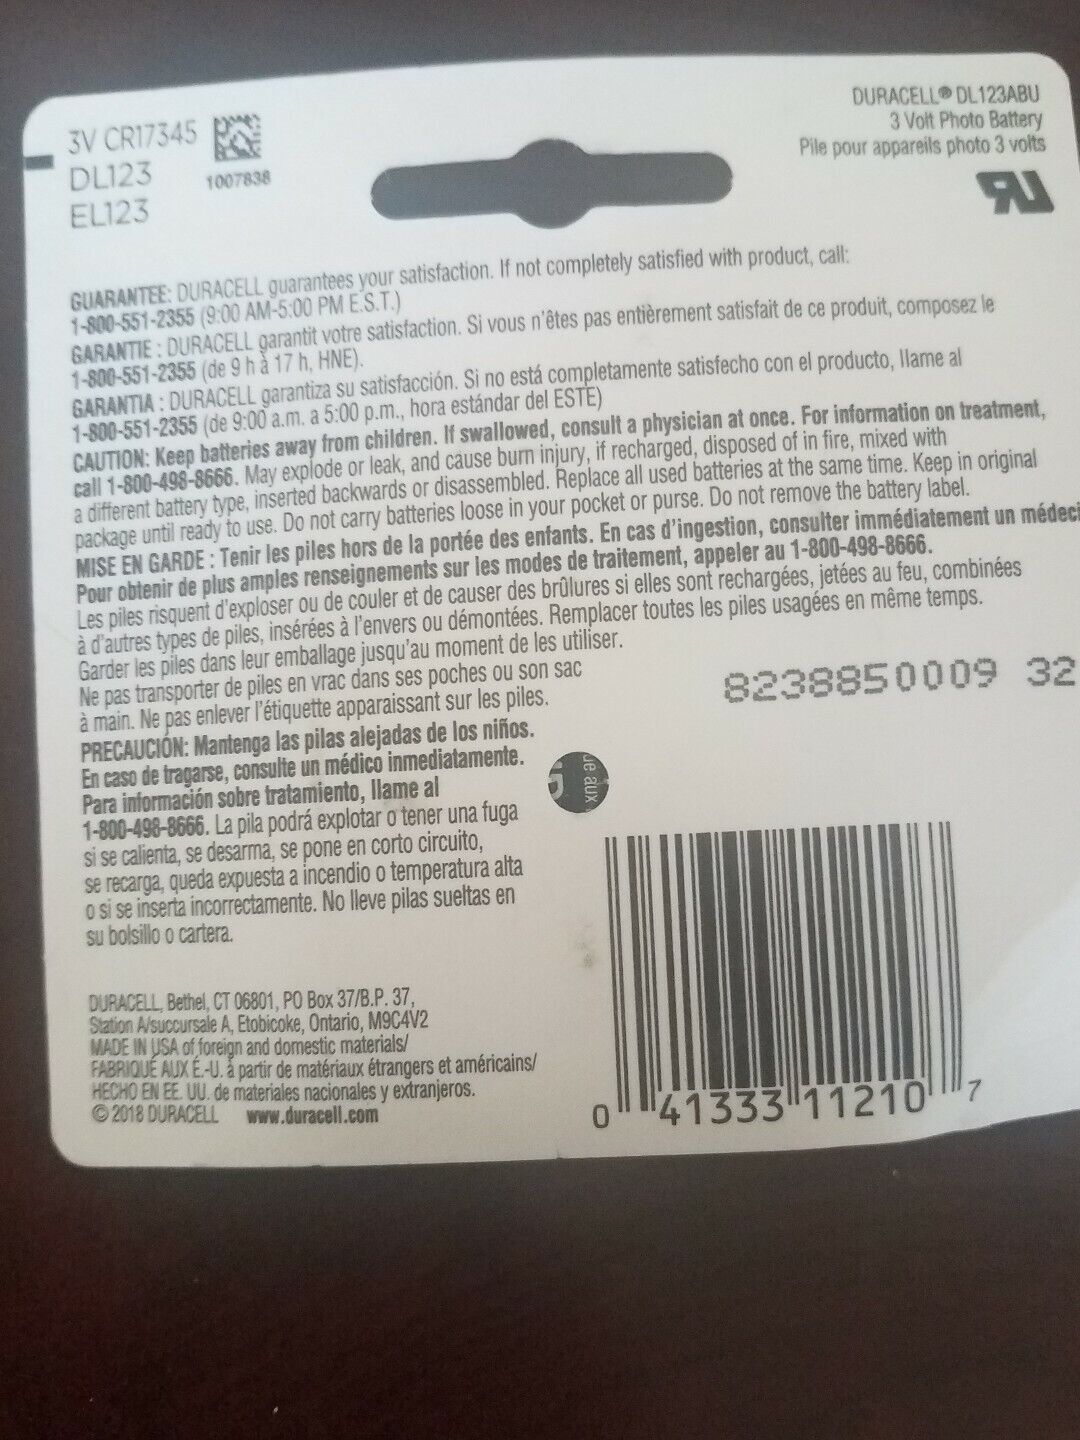 3V CR17345
DL123
EL123
1007838
DURACELL® DL123ABU
3 Volt Photo Battery
Pile pour appareils photo 3 volts
GUARANTEE: DURACELL guarantees your satisfaction. If not completely satisfied with product, call:
1-800-551-2355 (9:00 AM-5:00 PM E.S.T.)
GARANTIE : DURACELL garantit votre satisfaction. Si vous n'êtes pas entièrement satisfait de ce produit, composez le
1-800-551-2355 (de 9 h à 17 h, HNE).
GARANTIA : DURACELL garantiza su satisfacción. Si no está completamente satisfecho con el producto, llame al
1-800-551-2355 (de 9:00 a.m. a 5:00 p.m., hora estándar del ESTE)
CAUTION: Keep batteries away from children. If swallowed, consult a physician at once. For information on treatment,
call 1-800-498-8666. May explode or leak, and cause burn injury, if recharged, disposed of in fire, mixed with
a different battery type, inserted backwards or disassembled. Replace all used batteries at the same time. Keep in original
package until ready to use. Do not carry batteries loose in your pocket or purse. Do not remove the battery label.
MISE EN GARDE : Tenir les piles hors de la portée des enfants. En cas d'ingestion, consulter immédiatement un médeci
Pour obtenir de plus amples renseignements sur les modes de traitement, appeler au 1-800-498-8666.
Les piles risquent d'exploser ou de couler et de causer des brûlures si elles sont rechargées, jetées au feu, combinées
à d'autres types de piles, insérées à l'envers ou démontées. Remplacer toutes les piles usagées en même temps.
Garder les piles dans leur emballage jusqu'au moment de les utiliser.
Ne pas transporter de piles en vrac dans ses poches ou son sac
à main. Ne pas enlever l'étiquette apparaissant sur les piles.
8238850009 32
PRECAUCIÓN: Mantenga las pilas alejadas de los niños.
En caso de tragarse, consulte un médico inmediatamente.
Para información sobre tratamiento, llame al
1-800-498-8666. La pila podrá explotar o tener una fuga
si se calienta, se desarma, se pone en corto circuito,
se recarga, queda expuesta a incendio o temperatura alta
o si se inserta incorrectamente. No lleve pilas sueltas en
su bolsillo o cartera.
ue aux
DURACELL, Bethel, CT 06801, PO Box 37/B.P. 37,
Station A/succursale A, Etobicoke, Ontario, M9C4V2
MADE IN USA of foreign and domestic materials/
FABRIQUÉ AUX É.-U. à partir de matériaux étrangers et américains/
HECHO EN EE. UU. de materiales nacionales y extranjeros.
© 2018 DURACELL www.duracell.com
0 41333 11210 7